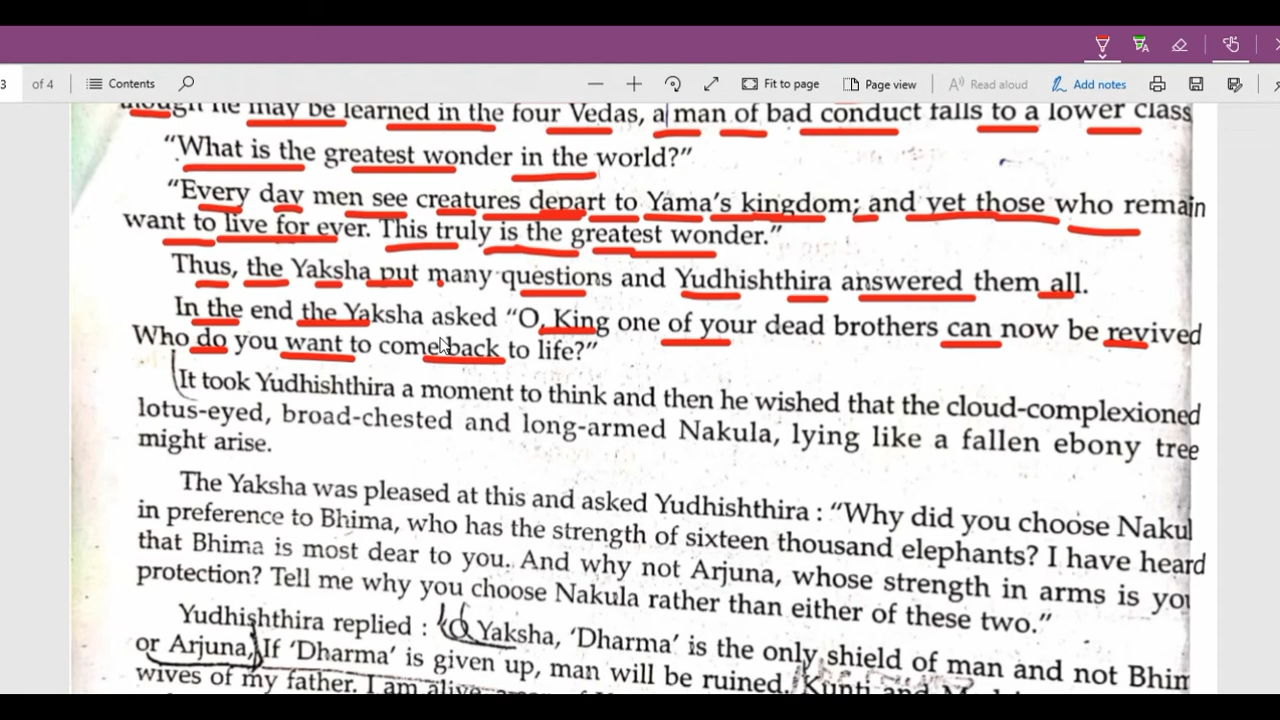 3 of 4 Contents Fit to page Page view Read aloud Add notes
though he may be learned in the four Vedas, a man of bad conduct falls to a lower class
“What is the greatest wonder in the world?”
“Every day men see creatures depart to Yama's kingdom; and yet those who remain
want to live for ever. This truly is the greatest wonder.”
Thus, the Yaksha put many questions and Yudhishthira answered them all.
In the end the Yaksha asked “O, King one of your dead brothers can now be revived
Who do you want to come back to life?”
It took Yudhishthira a moment to think and then he wished that the cloud-complexioned
lotus-eyed, broad-chested and long-armed Nakula, lying like a fallen ebony tree
might arise.
The Yaksha was pleased at this and asked Yudhishthira : “Why did you choose Nakul
in preference to Bhima, who has the strength of sixteen thousand elephants? I have heard
that Bhima is most dear to you. And why not Arjuna, whose strength in arms is you
protection? Tell me why you choose Nakula rather than either of these two.”
Yudhishthira replied : “O Yaksha, ‘Dharma’ is the only shield of man and not Bhim
or Arjuna, If ‘Dharma’ is given up, man will be ruined. Kunti and
wives of my father. I am alive